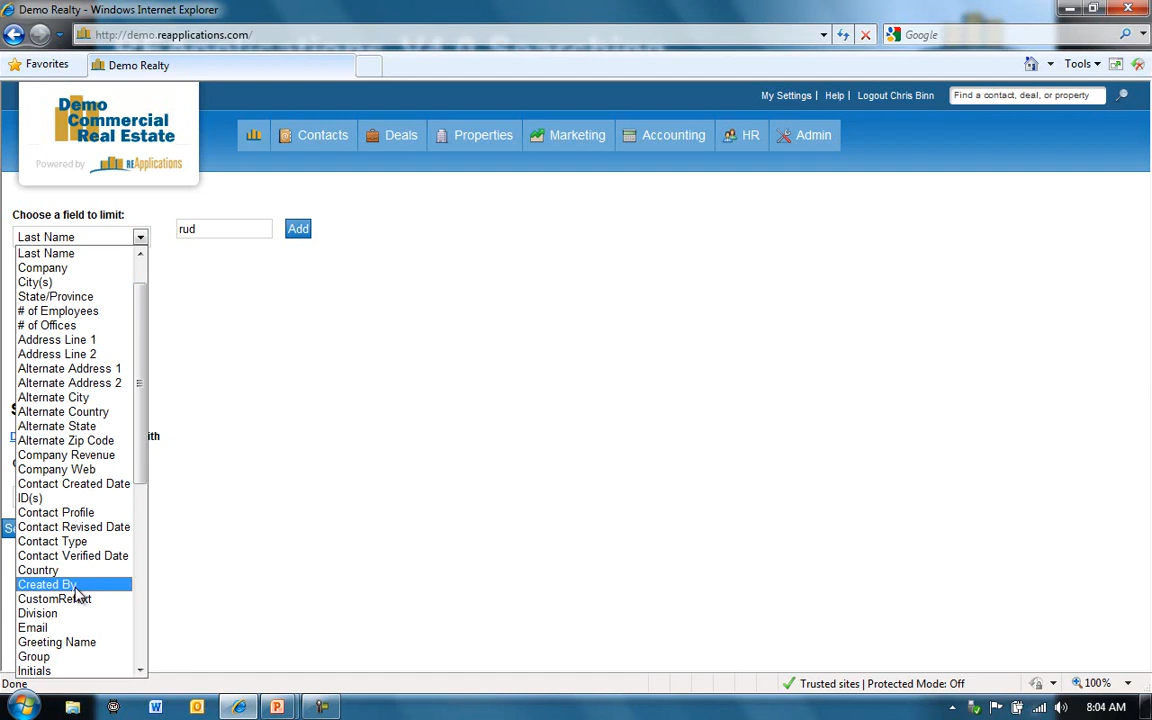 Demo Realty - Windows Internet Explorer
http://demo.reapplications.com/
Google
Favorites
Demo Realty
Tools
Demo
Commercial
Real Estate
Powered by REApplications
My Settings | Help | Logout Chris Binn
Find a contact, deal, or property
Contacts Deals Properties Marketing Accounting HR Admin
Choose a field to limit:
Last Name
rud
Add
Last Name
Company
City(s)
State/Province
# of Employees
# of Offices
Address Line 1
Address Line 2
Alternate Address 1
Alternate Address 2
Alternate City
Alternate Country
Alternate State
Alternate Zip Code
Company Revenue
Company Web
Contact Created Date
ID(s)
Contact Profile
Contact Revised Date
Contact Type
Contact Verified Date
Country
Created By
Division
Email
Greeting Name
Group
Initials
Done
Trusted sites | Protected Mode: Off
100%
8:04 AM